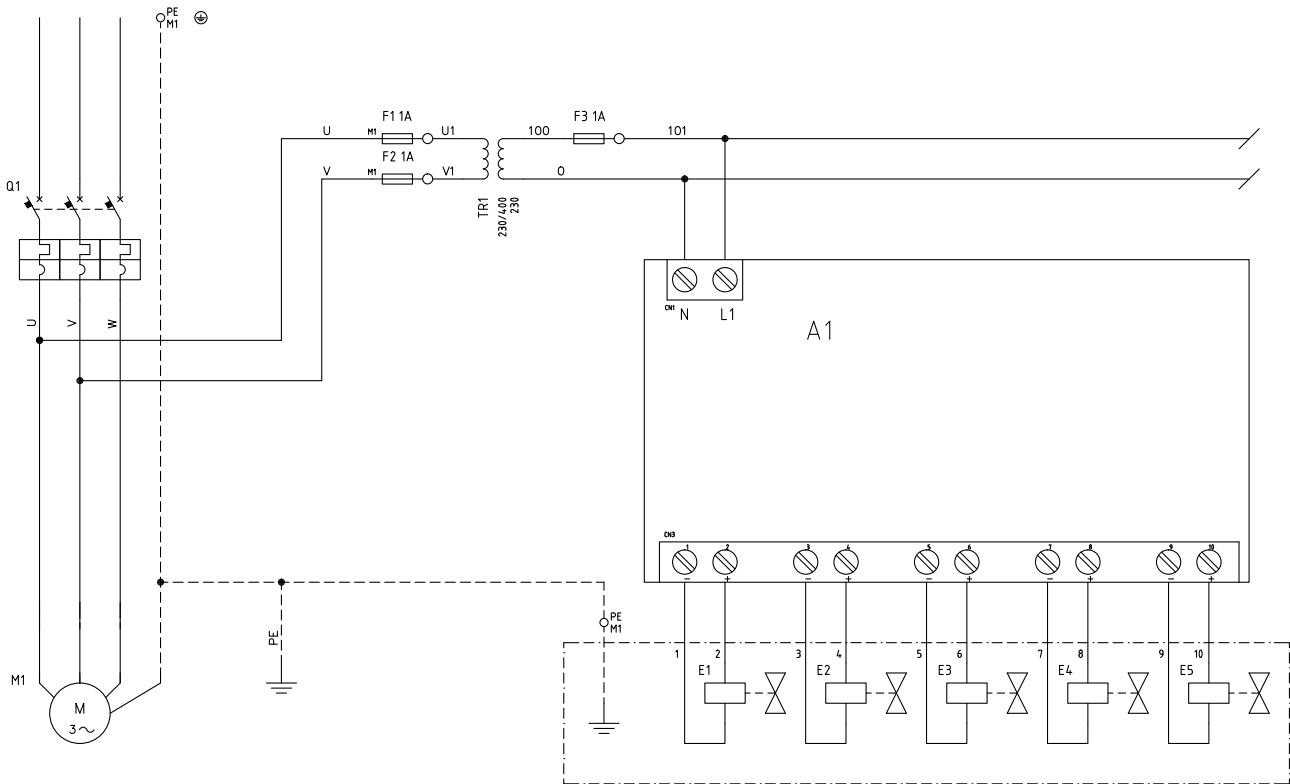 PE
M1
F1 1A
F3 1A
U
M1
U1
100
101
F2 1A
V
M1
V1
0
Q1
TR1
230/400
230
CN1
N
L1
A1
U
V
W
CN3
1
2
3
4
5
6
7
8
9
10
-
+
-
+
-
+
-
+
-
+
PE
M1
PE
1
2
3
4
5
6
7
8
9
10
M1
E1
E2
E3
E4
E5
M
3~